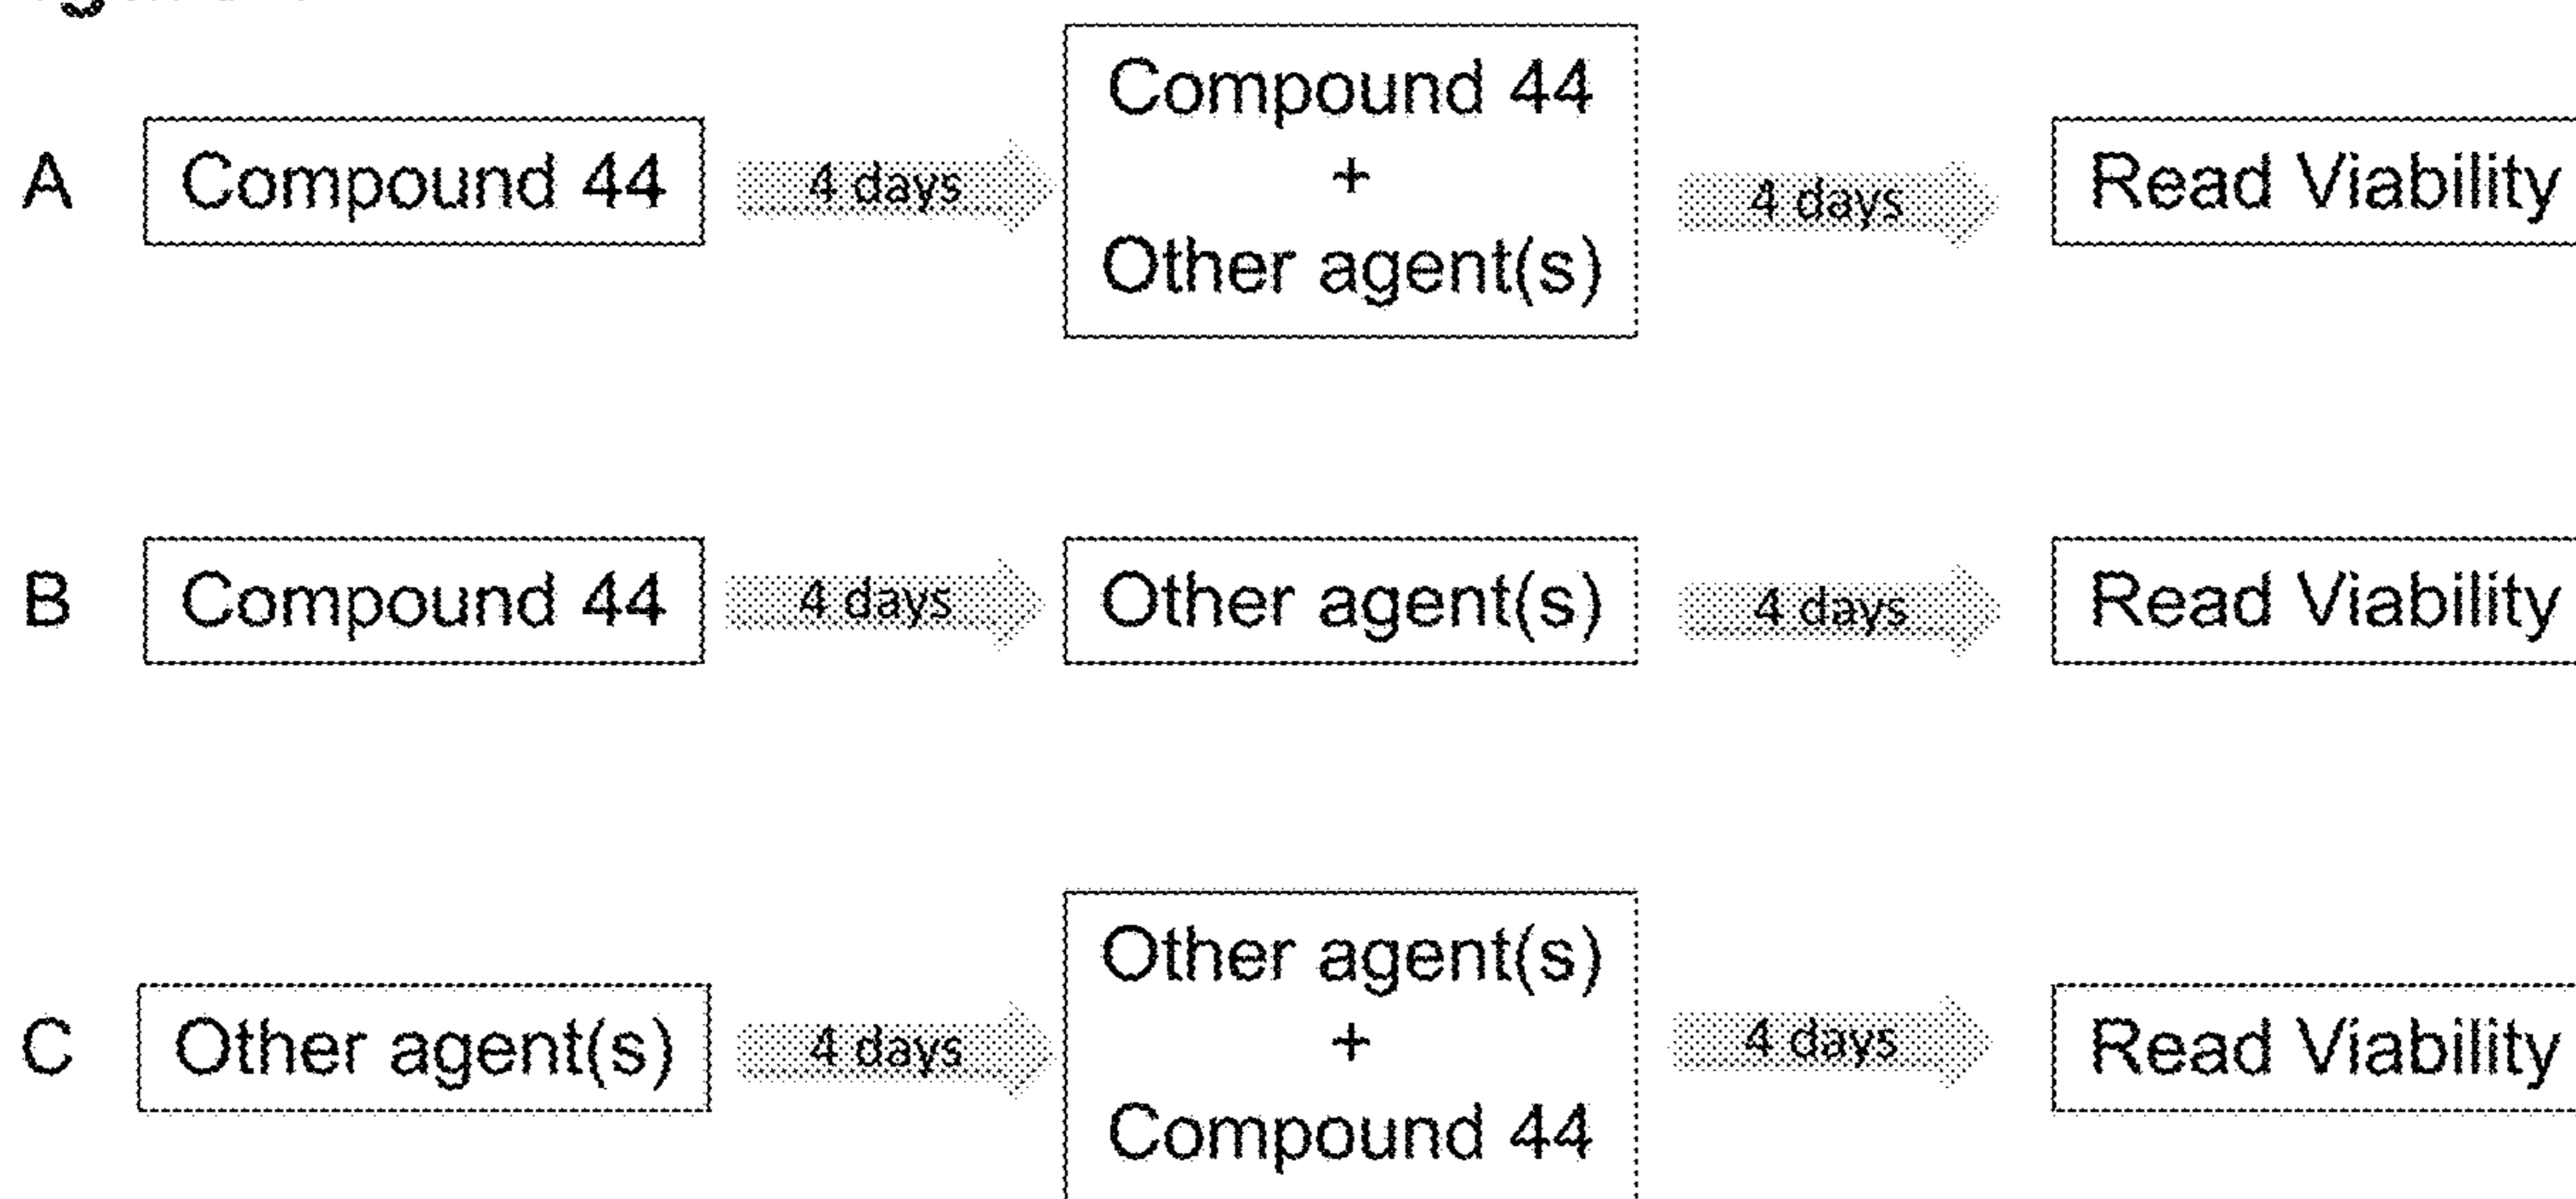 A
Compound 44
4 days
Compound 44
+
Other agent(s)
4 days
Read Viability
B
Compound 44
4 days
Other agent(s)
4 days
Read Viability
C
Other agent(s)
4 days
Other agent(s)
+
Compound 44
4 days
Read Viability